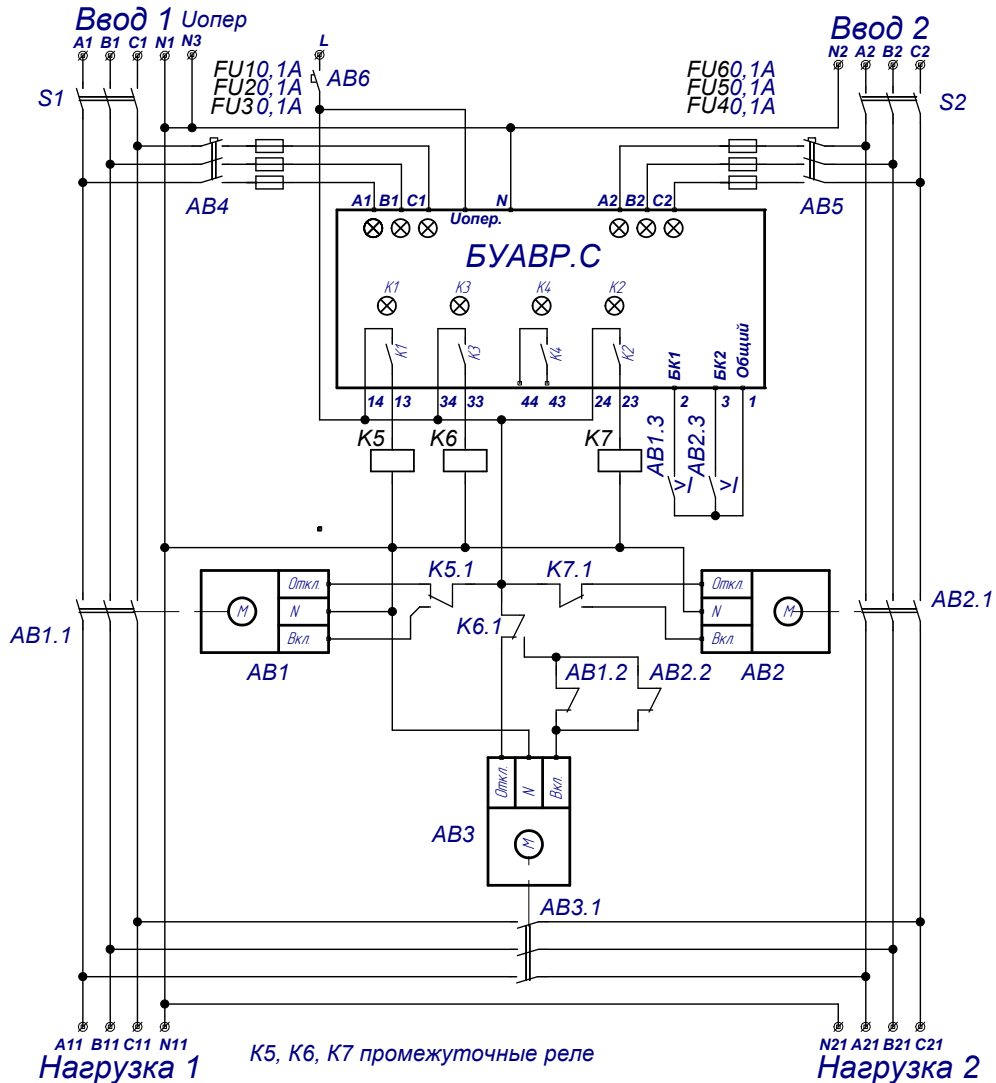 Ввод 1 Uопер
A1 B1 C1 N1 N3 L
Ввод 2
N2 A2 B2 C2
S1
FU10,1A
FU20,1A
FU30,1A
AB6
FU60,1A
FU50,1A
FU40,1A
S2
AB4
AB5
A1 B1 C1 Uопер. N A2 B2 C2
БУАВР.С
K1 K3 K4 K2
K1 K3 K4 K2
БК1 БК2 Общий
14 13 34 33 44 43 24 23 2 3 1
K5 K6 K7
AB1.3 AB2.3
>I >I
K5.1 K7.1
Откл.
N
Вкл.
M
AB1.1
AB1
K6.1
Откл.
N
Вкл.
M
AB2.1
AB2
AB1.2 AB2.2
Откл. N Вкл.
M
AB3
AB3.1
A11 B11 C11 N11
Нагрузка 1
К5, К6, К7 промежуточные реле
N21 A21 B21 C21
Нагрузка 2